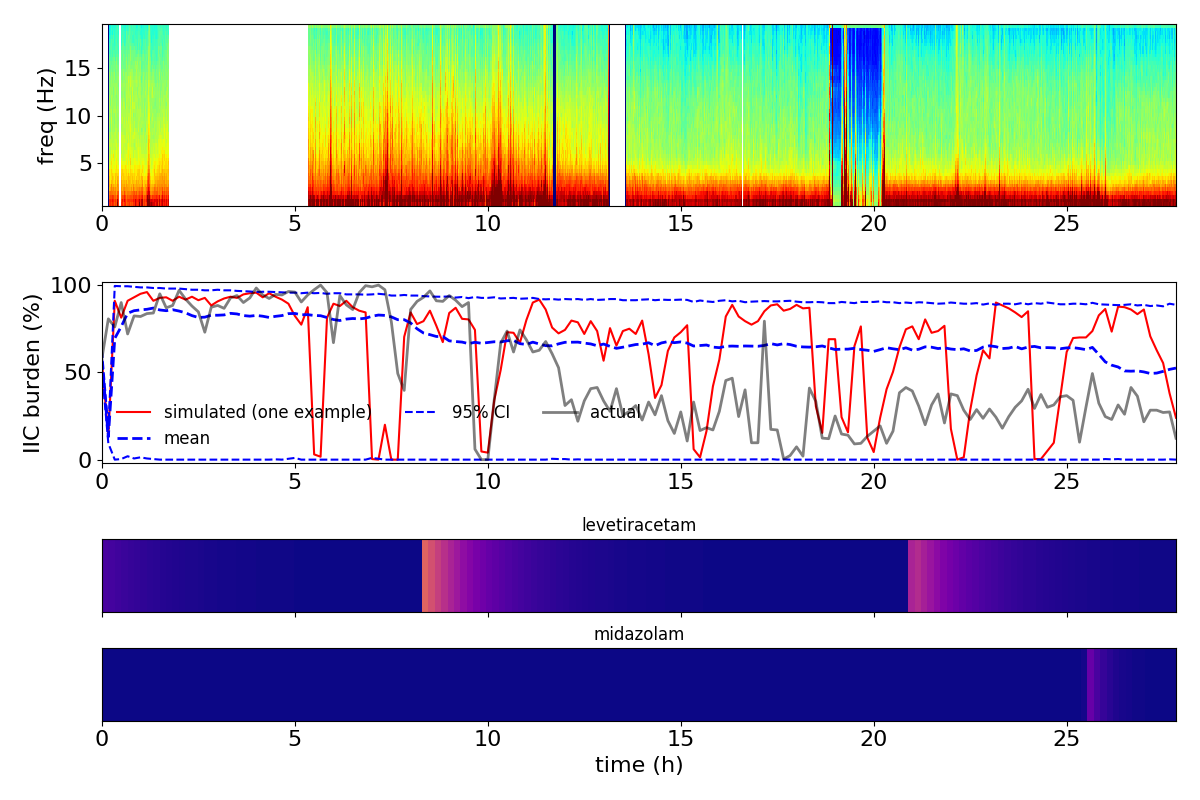 freq (Hz)
15
10
5
0 5 10 15 20 25
IIC burden (%)
100
50
0
simulated (one example) 95% CI actual
mean
0 5 10 15 20 25
levetiracetam
midazolam
0 5 10 15 20 25
time (h)